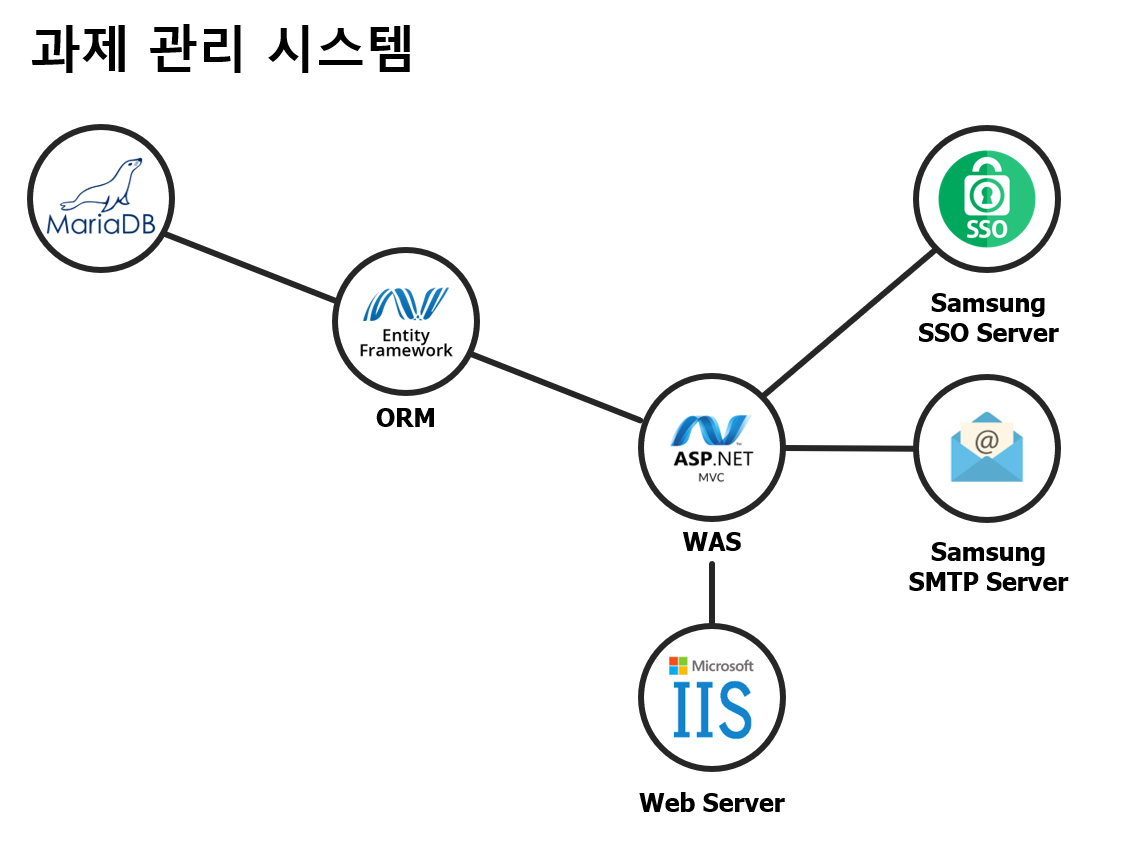 과제 관리 시스템
MariaDB
SSO
Samsung
SSO Server
Entity
Framework
ORM
ASP.NET
MVC
WAS
@
Samsung
SMTP Server
Microsoft
IIS
Web Server